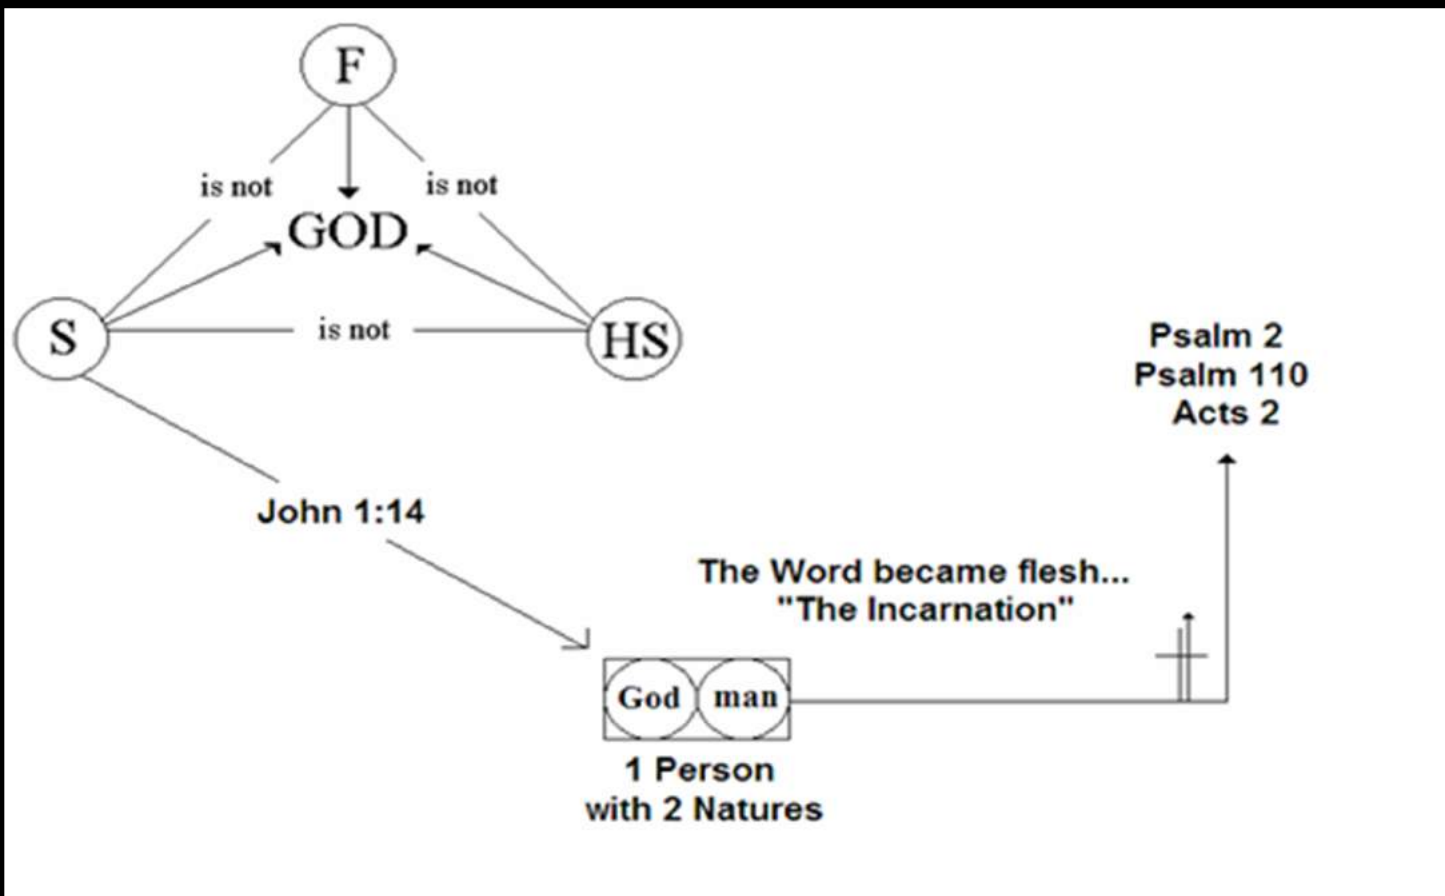 F
is not
is not
GOD
S
is not
HS
Psalm 2
Psalm 110
Acts 2
John 1:14
The Word became flesh...
"The Incarnation"
God
man
1 Person
with 2 Natures